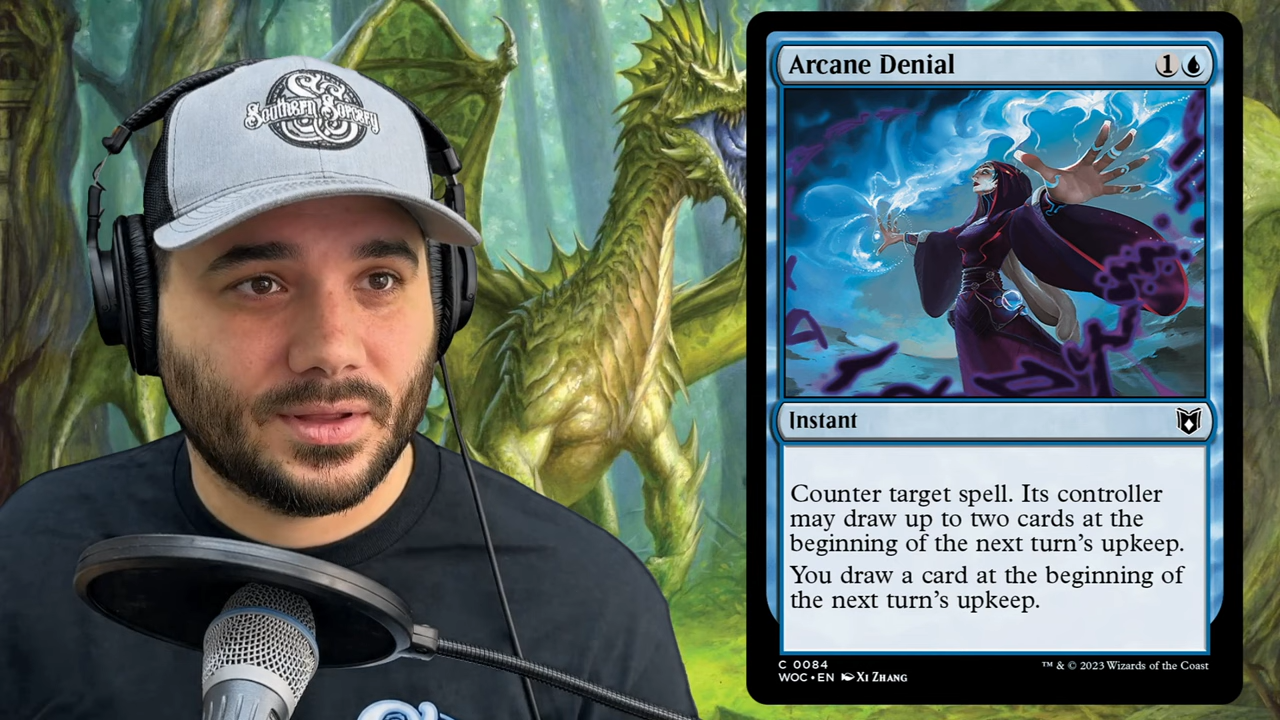 Southern Sorcery
Arcane Denial 1
Instant
Counter target spell. Its controller
may draw up to two cards at the
beginning of the next turn's upkeep.
You draw a card at the beginning of
the next turn's upkeep.
C 0084
WOC • EN Xi Zhang
™ & © 2023 Wizards of the Coast